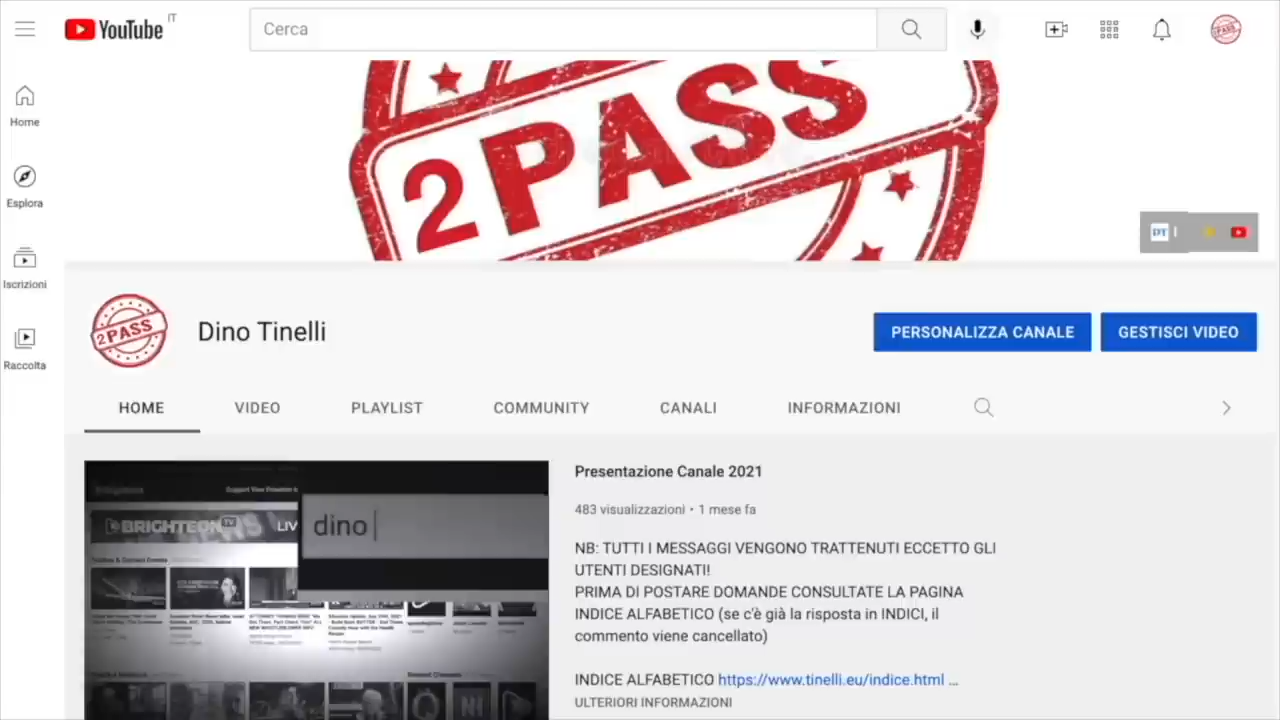 YouTube IT
Cerca
Home
Esplora
Iscrizioni
Raccolta
2PASS
DT
2PASS
Dino Tinelli
PERSONALIZZA CANALE
GESTISCI VIDEO
HOME
VIDEO
PLAYLIST
COMMUNITY
CANALI
INFORMAZIONI
BRIGHTEON TV
LIV
dino
Presentazione Canale 2021
483 visualizzazioni • 1 mese fa
NB: TUTTI I MESSAGGI VENGONO TRATTENUTI ECCETTO GLI
UTENTI DESIGNATI!
PRIMA DI POSTARE DOMANDE CONSULTATE LA PAGINA
INDICE ALFABETICO (se c'è già la risposta in INDICI, il
commento viene cancellato)
INDICE ALFABETICO https://www.tinelli.eu/indice.html ...
ULTERIORI INFORMAZIONI